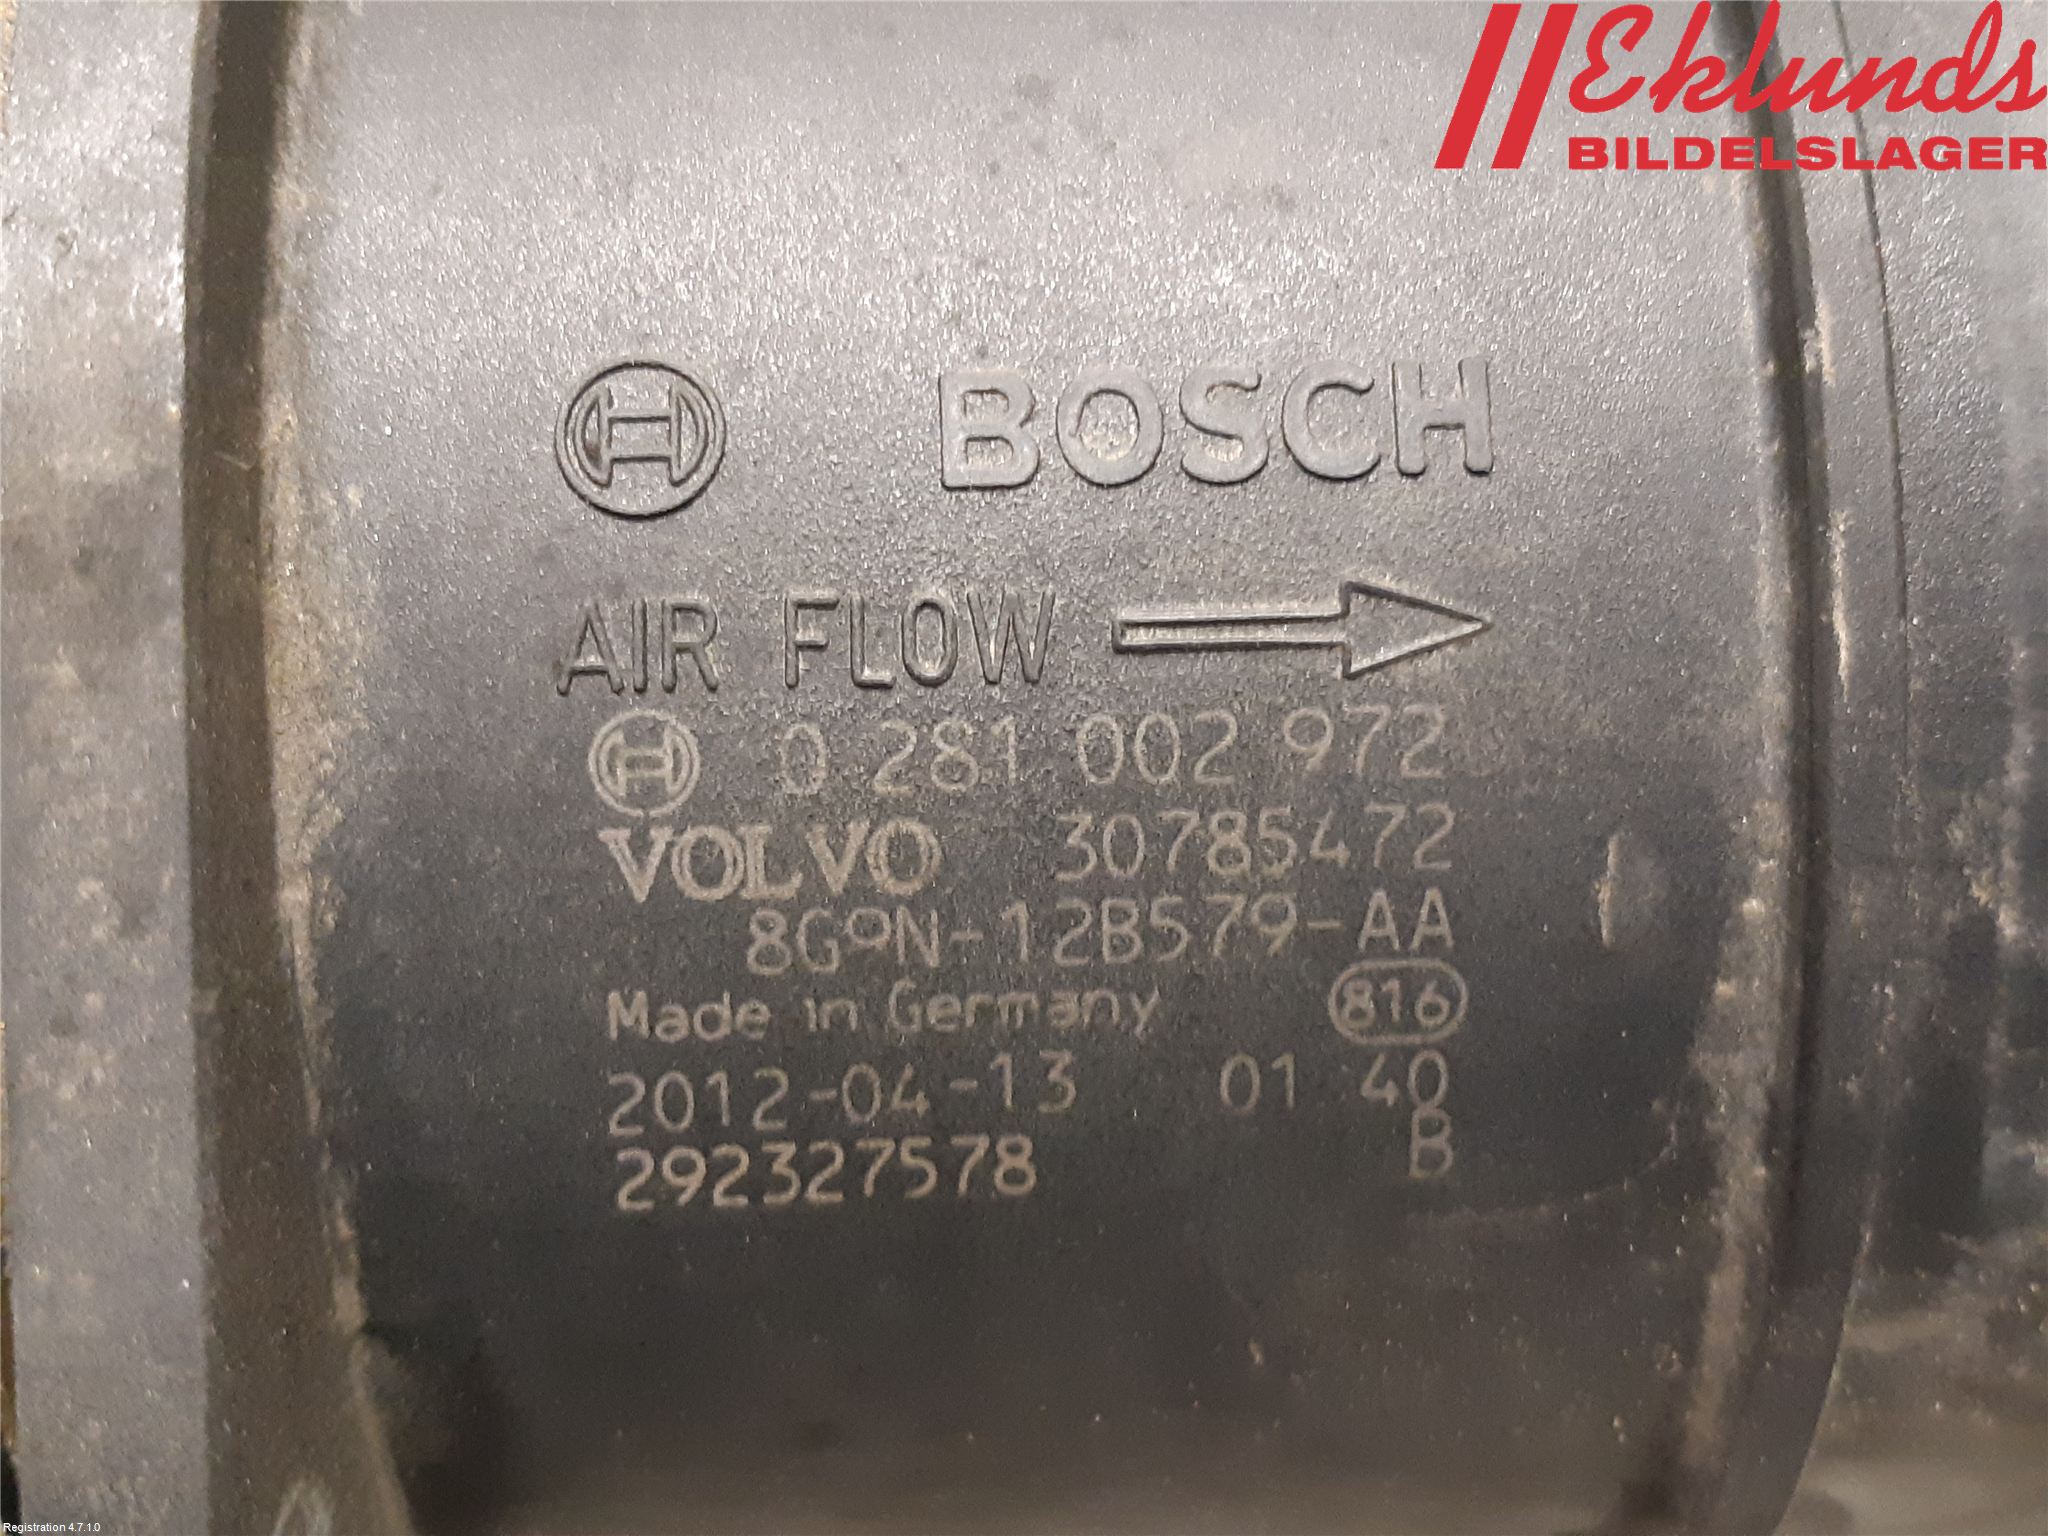 Eklunds
BILDELSLAGER
BOSCH
AIR FLOW
0 281 002 972
VOLVO 30785472
8G9N-12B579-AA
Made in Germany 816
2012-04-13 01 40
292327578 B
Registration 4.7.1.0